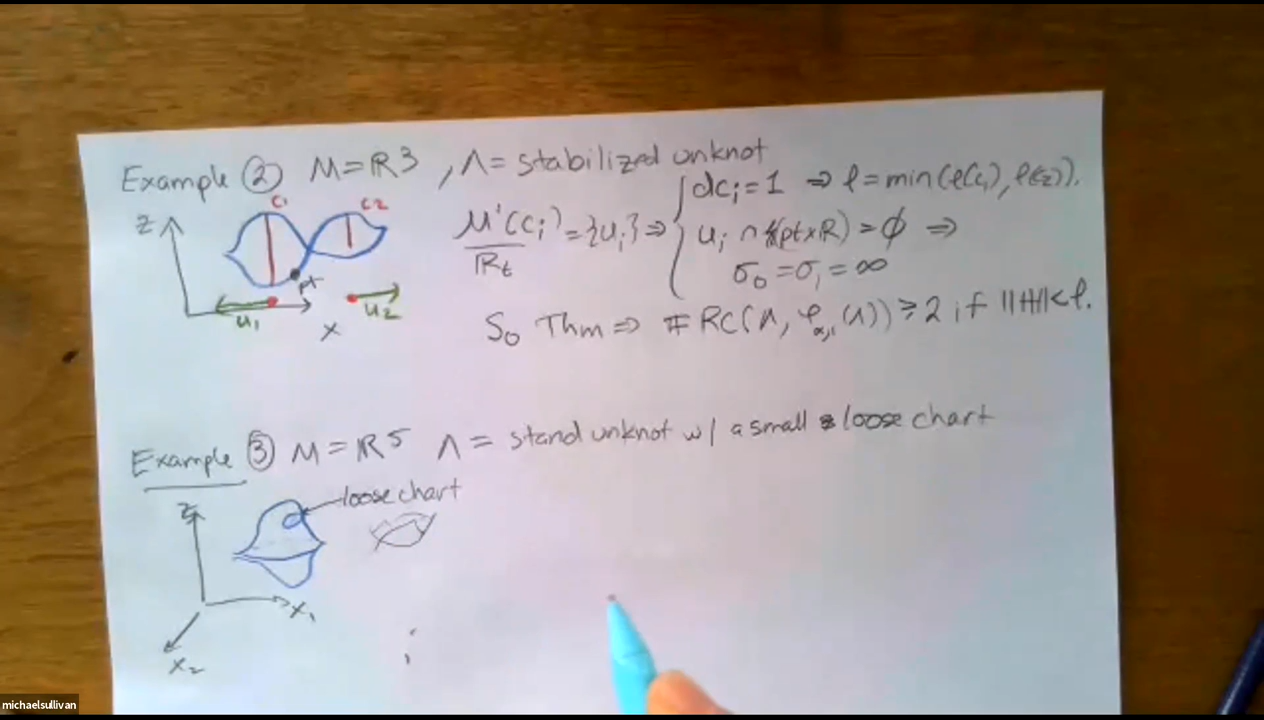 Example ② M=ℝ3, Λ= stabilized unknot
z
c1
c2
pt
u1
u2
x
M'(ci)/ℝt = {ui} ⇒ { dci = 1 ⇒ ℓ = min(ℓ(c1), ℓ(c2)).
ui ∩ (pt×ℝ) = ∅ ⇒
σ0 = σ1 = ∞
So Thm ⇒ # RC(Λ, φα,1(Λ)) ≥ 2 if ||H|| < ℓ.
Example ③ M=ℝ5 Λ = stand unknot w/ a small loose chart
z
loose chart
x1
x2
michaelsullivan